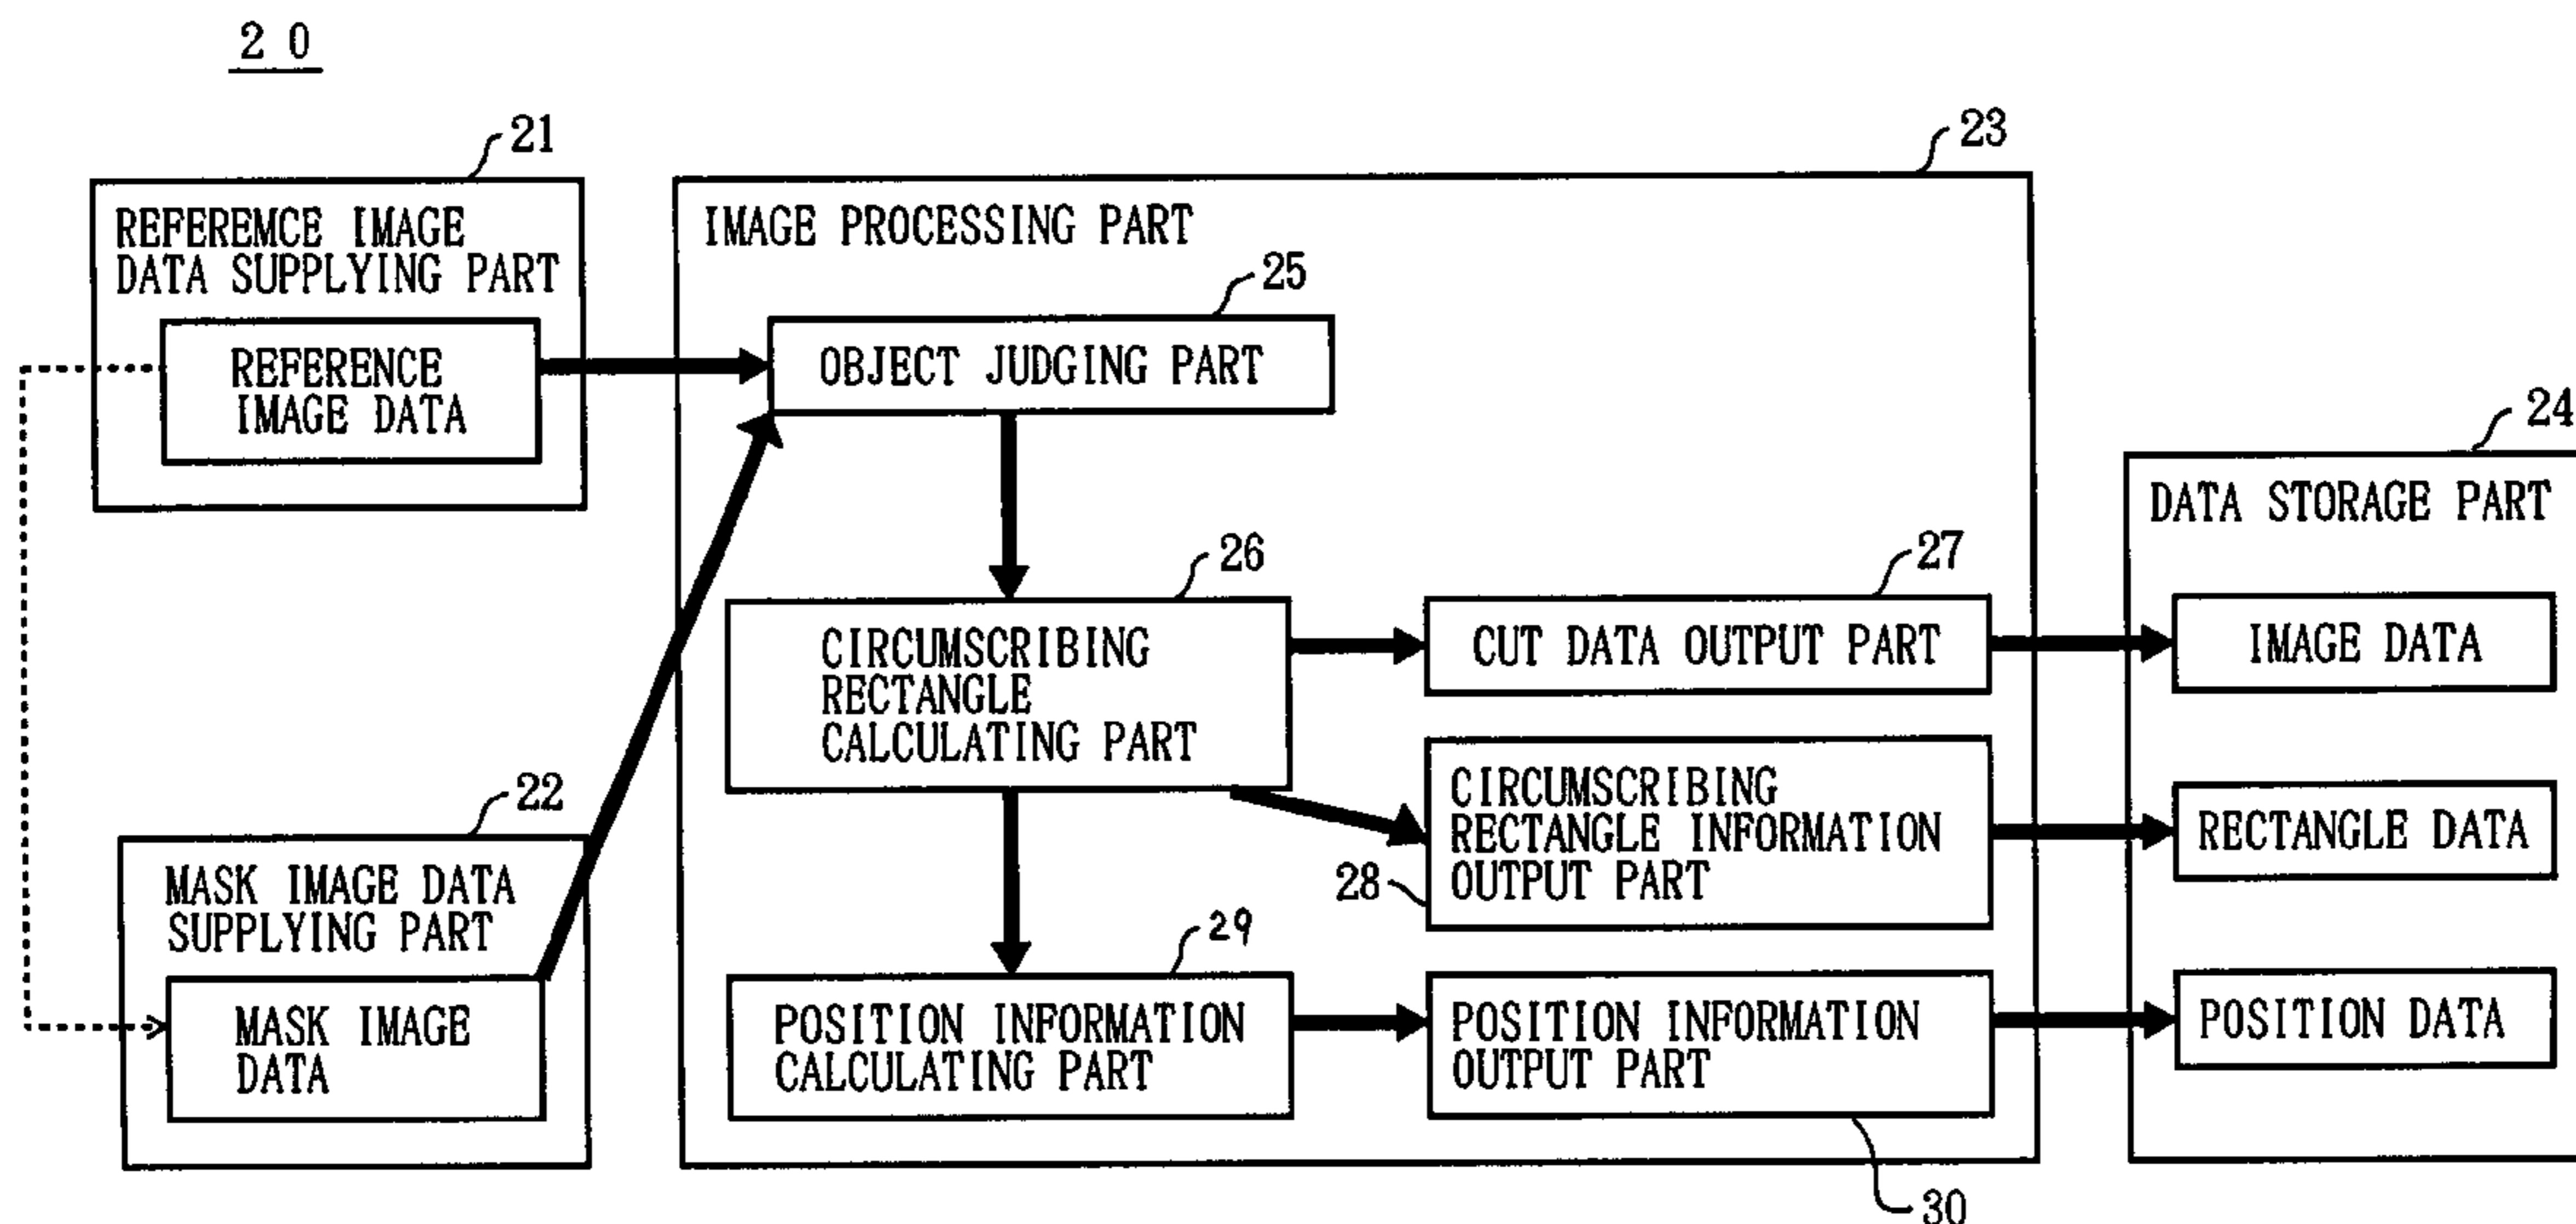 2 0
21
REFEREMCE IMAGE
DATA SUPPLYING PART
REFERENCE
IMAGE DATA
22
MASK IMAGE DATA
SUPPLYING PART
MASK IMAGE
DATA
23
IMAGE PROCESSING PART
25
OBJECT JUDGING PART
26
CIRCUMSCRIBING
RECTANGLE
CALCULATING PART
27
CUT DATA OUTPUT PART
28
CIRCUMSCRIBING
RECTANGLE INFORMATION
OUTPUT PART
29
POSITION INFORMATION
CALCULATING PART
POSITION INFORMATION
OUTPUT PART
30
24
DATA STORAGE PART
IMAGE DATA
RECTANGLE DATA
POSITION DATA